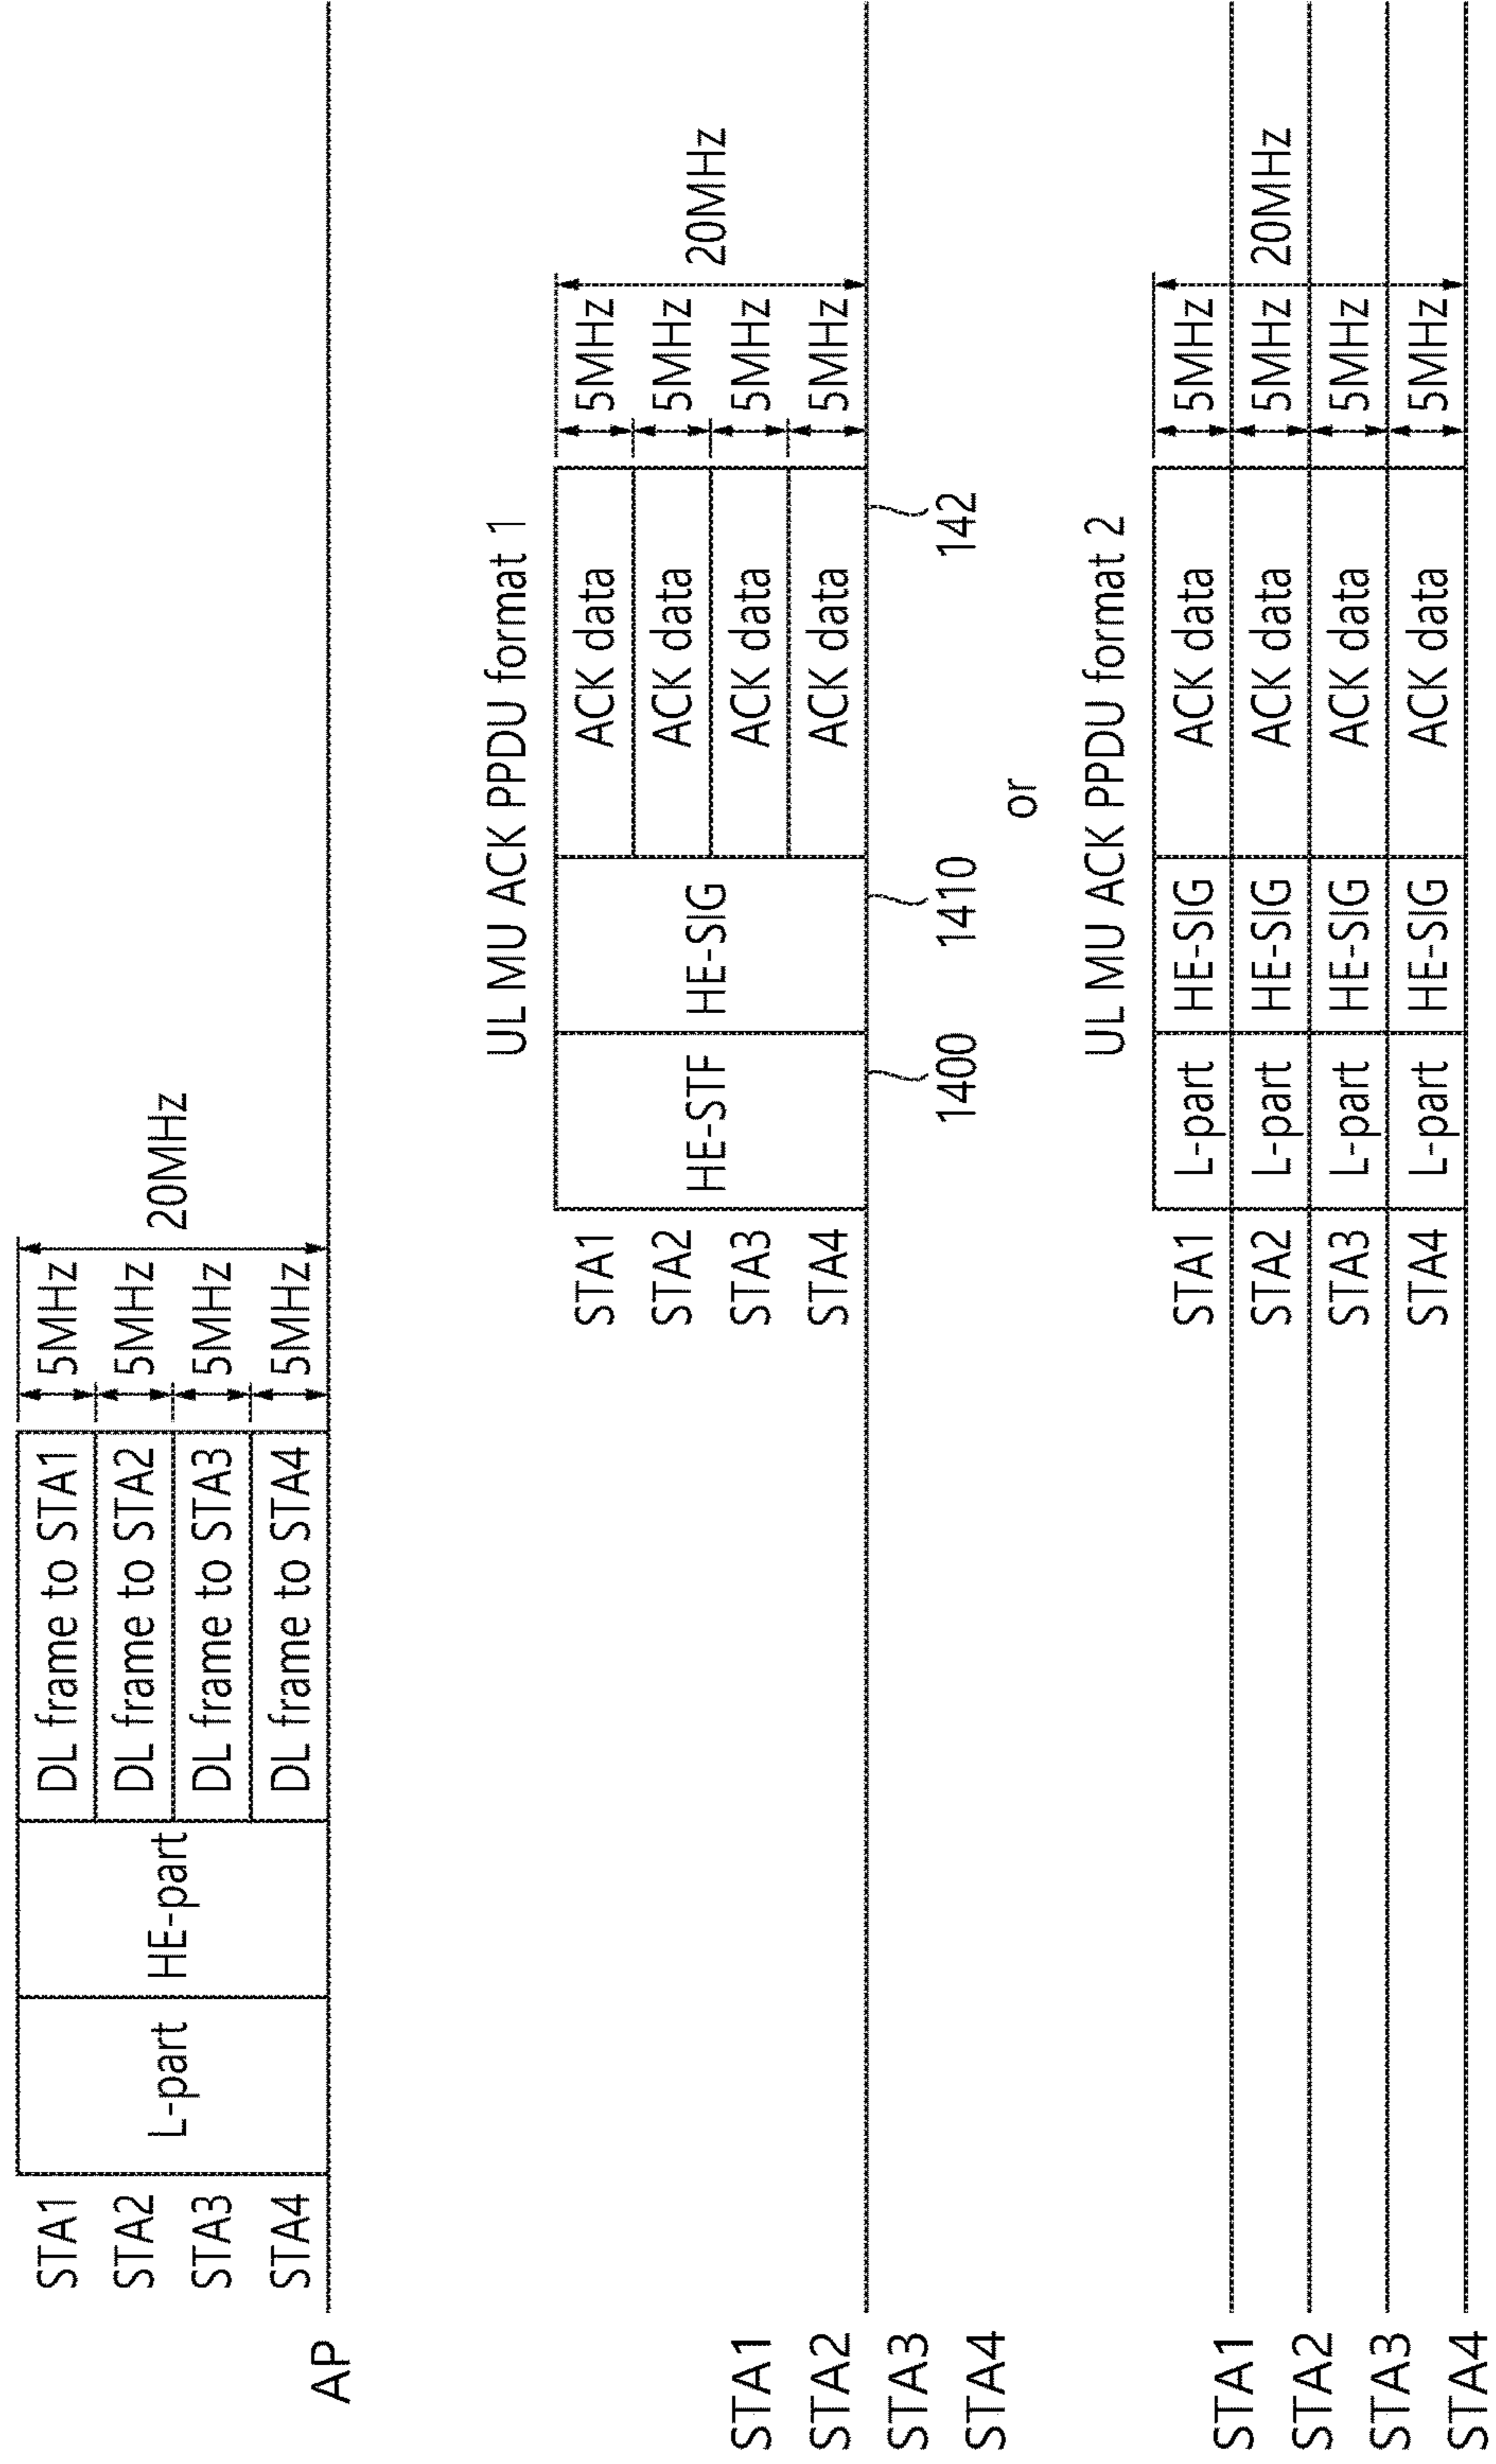 STA1
STA2
STA3
STA4
L-part
HE-part
DL frame to STA1
DL frame to STA2
DL frame to STA3
DL frame to STA4
5MHz
5MHz
5MHz
5MHz
20MHz
AP
UL MU ACK PPDU format 1
STA1
STA2
STA3
STA4
HE-STF
HE-SIG
ACK data
ACK data
ACK data
ACK data
5MHz
5MHz
5MHz
5MHz
20MHz
STA1
STA2
STA3
STA4
1400
1410
142
or
UL MU ACK PPDU format 2
STA1
L-part
HE-SIG
ACK data
5MHz
STA2
L-part
HE-SIG
ACK data
5MHz
STA3
L-part
HE-SIG
ACK data
5MHz
STA4
L-part
HE-SIG
ACK data
5MHz
20MHz
STA1
STA2
STA3
STA4